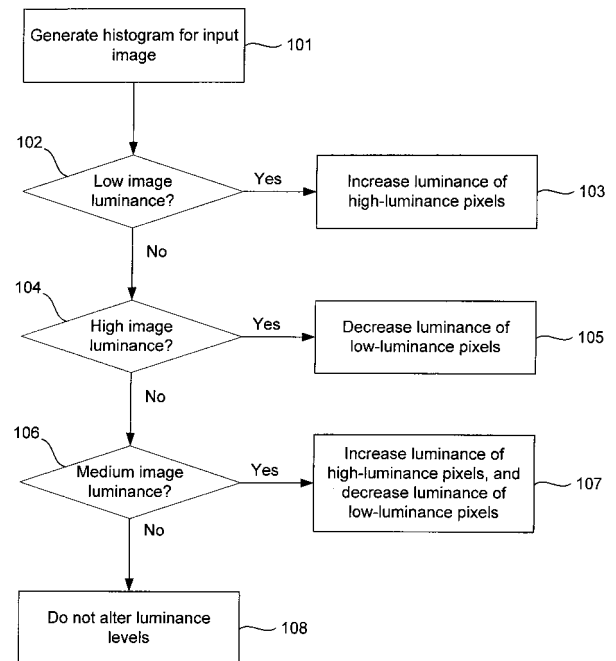 Generate histogram for input
image
101
102
Low image
luminance?
Yes
Increase luminance of
high-luminance pixels
103
No
104
High image
luminance?
Yes
Decrease luminance of
low-luminance pixels
105
No
106
Medium image
luminance?
Yes
Increase luminance of
high-luminance pixels, and
decrease luminance of
low-luminance pixels
107
No
Do not alter luminance
levels
108